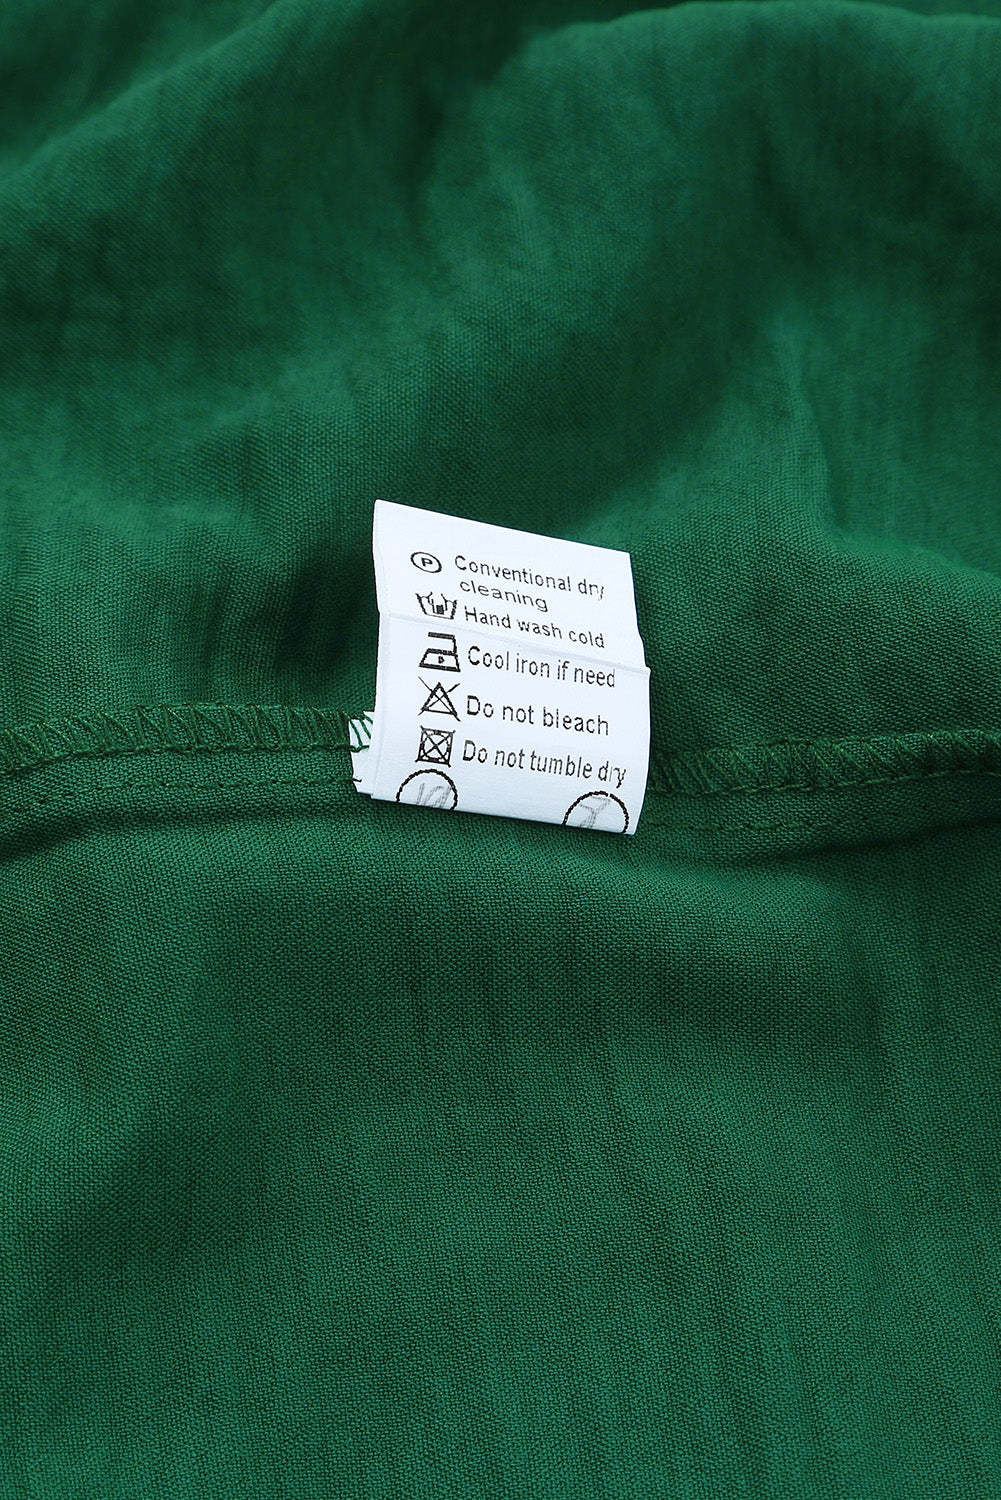 P
Conventional dry
cleaning
Hand wash cold
Cool iron if need
Do not bleach
Do not tumble dry